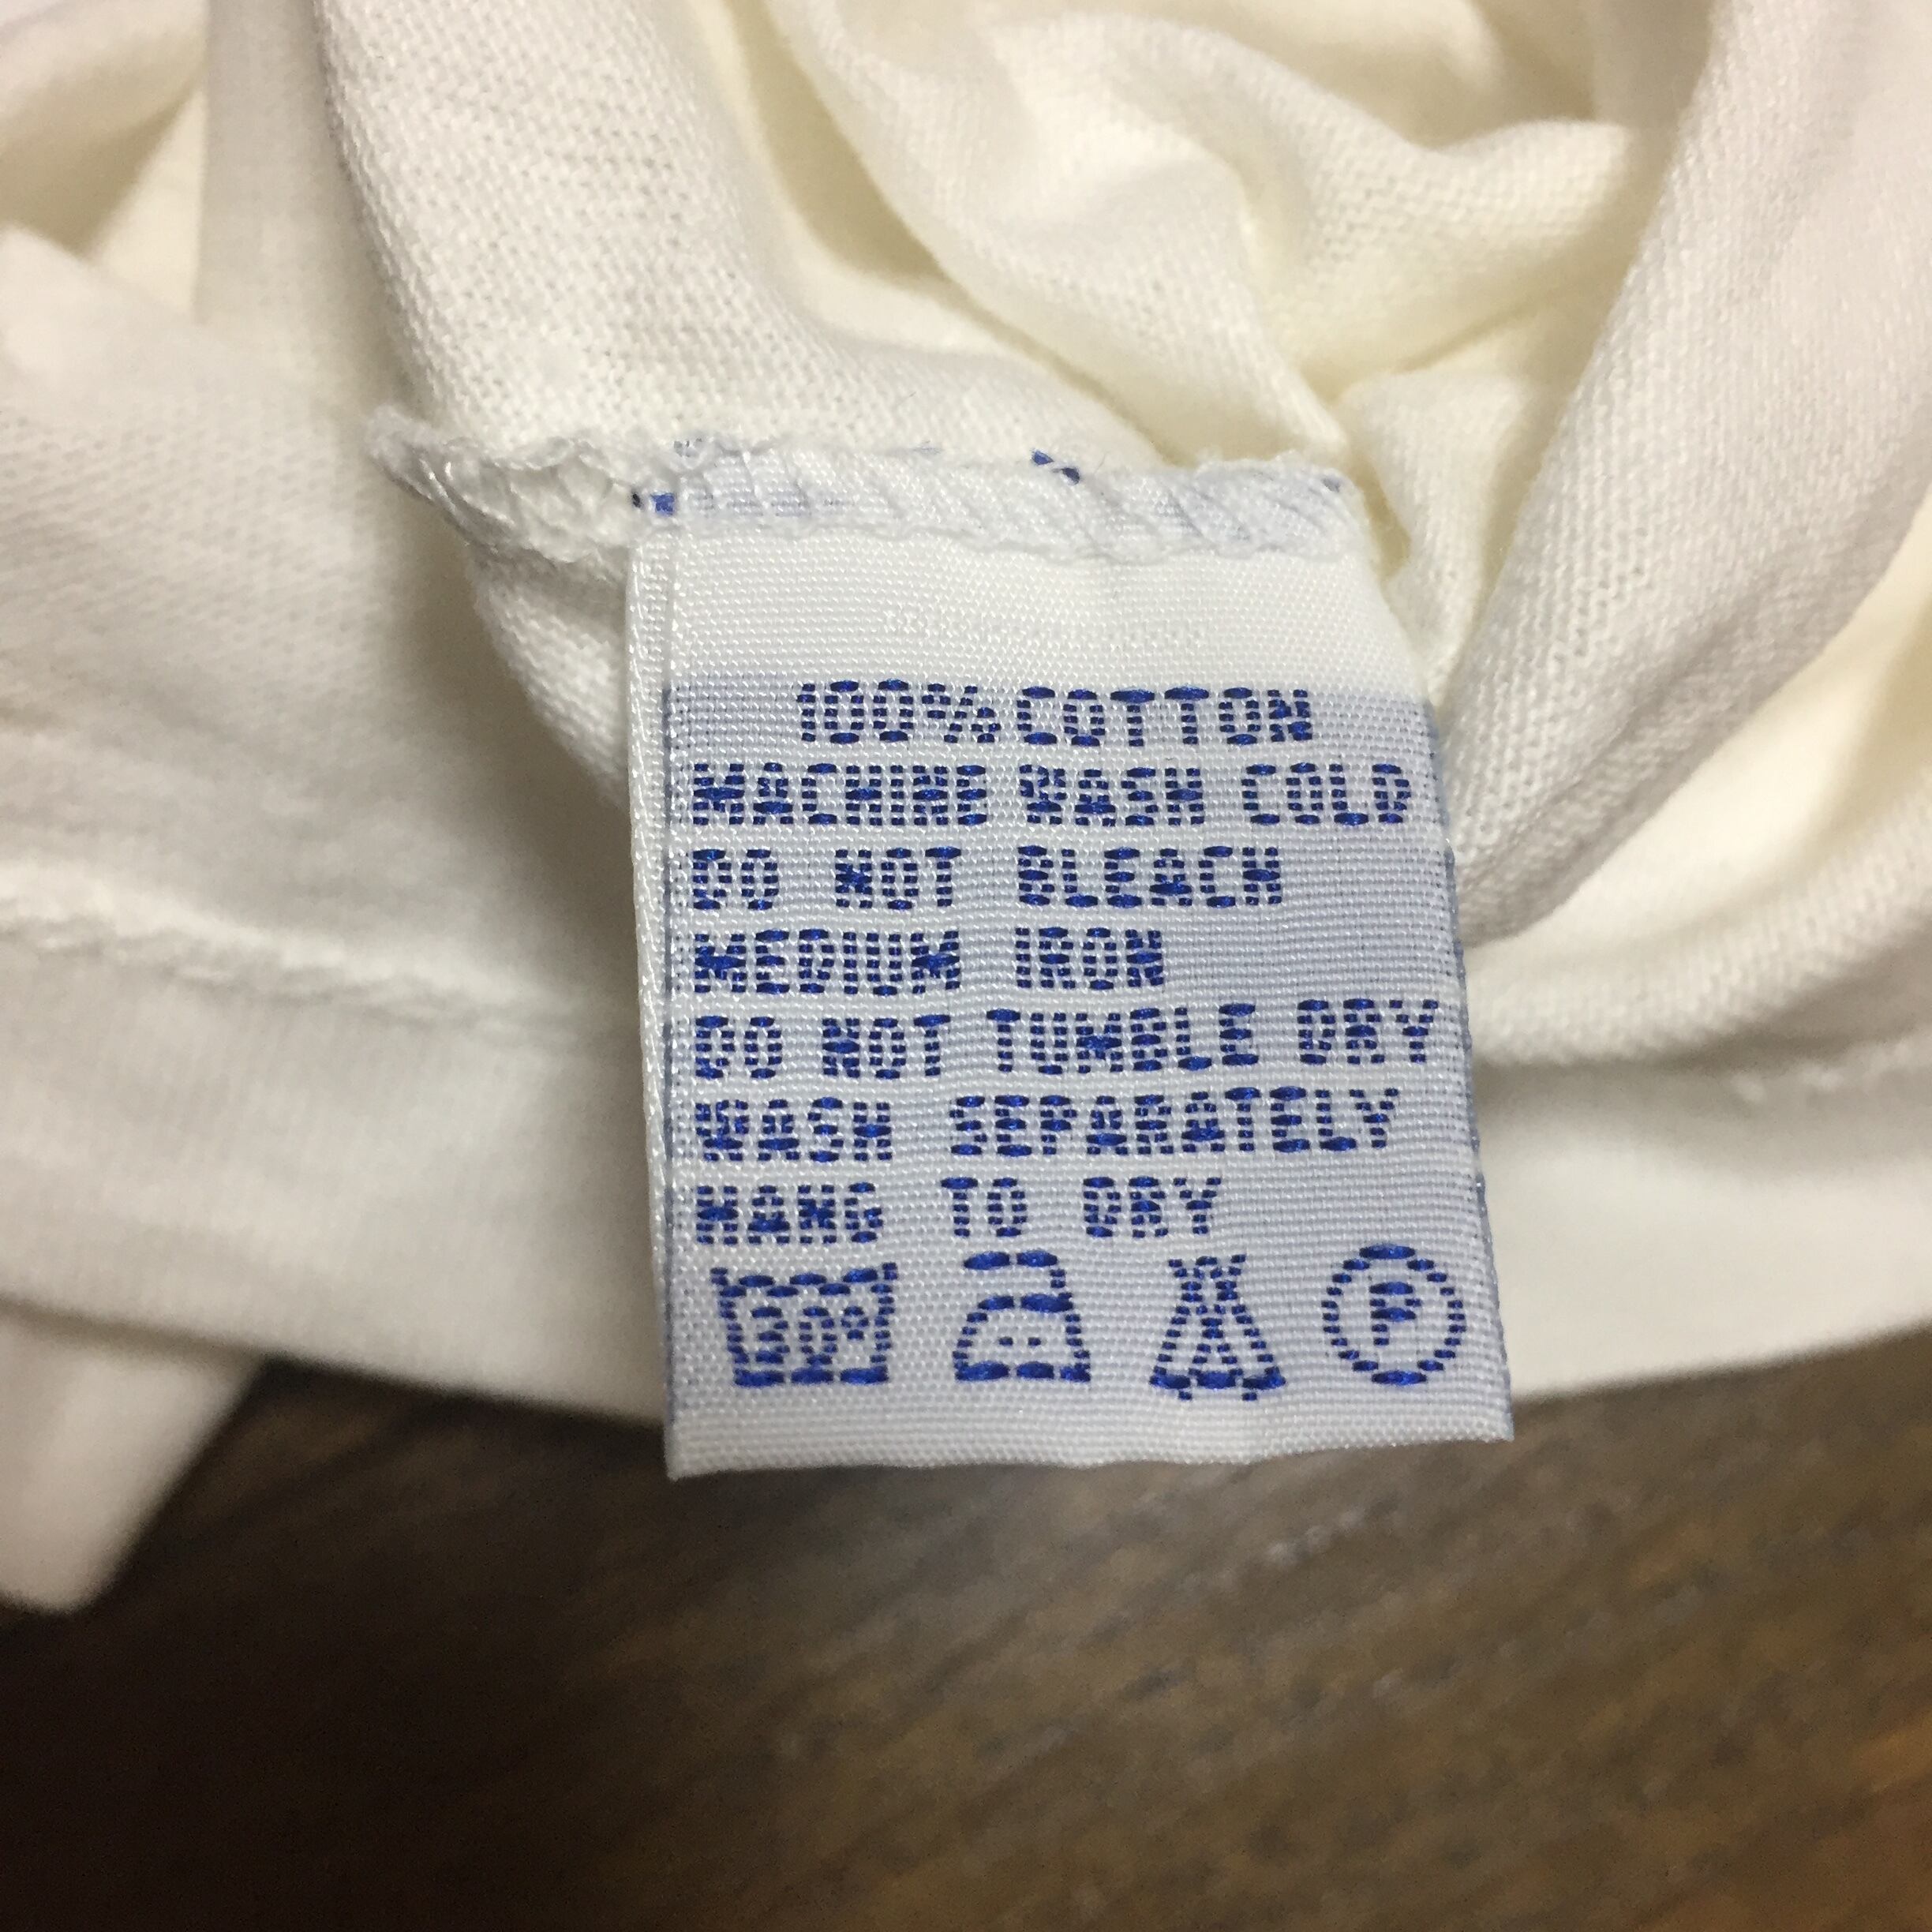 100% COTTON
MACHINE WASH COLD
DO NOT BLEACH
MEDIUM IRON
DO NOT TUMBLE DRY
WASH SEPARATELY
HANG TO DRY
30° P